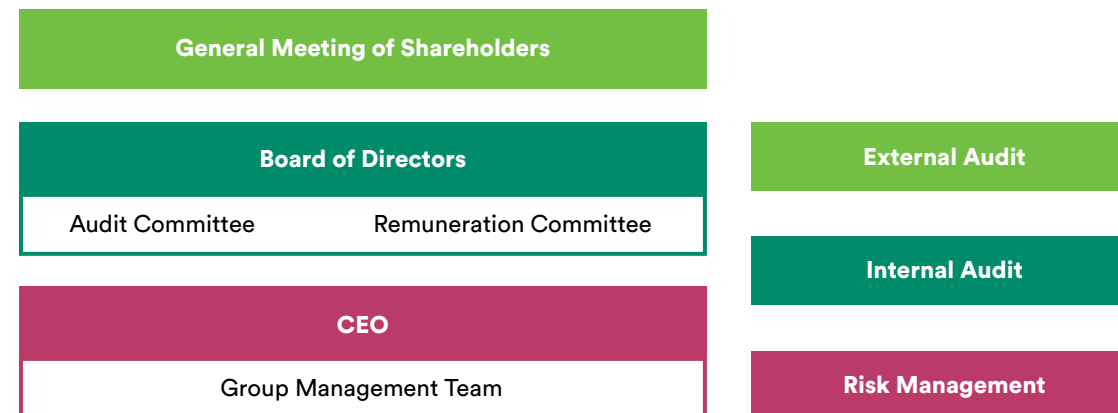 General Meeting of Shareholders
Board of Directors
Audit Committee Remuneration Committee
CEO
Group Management Team
External Audit
Internal Audit
Risk Management